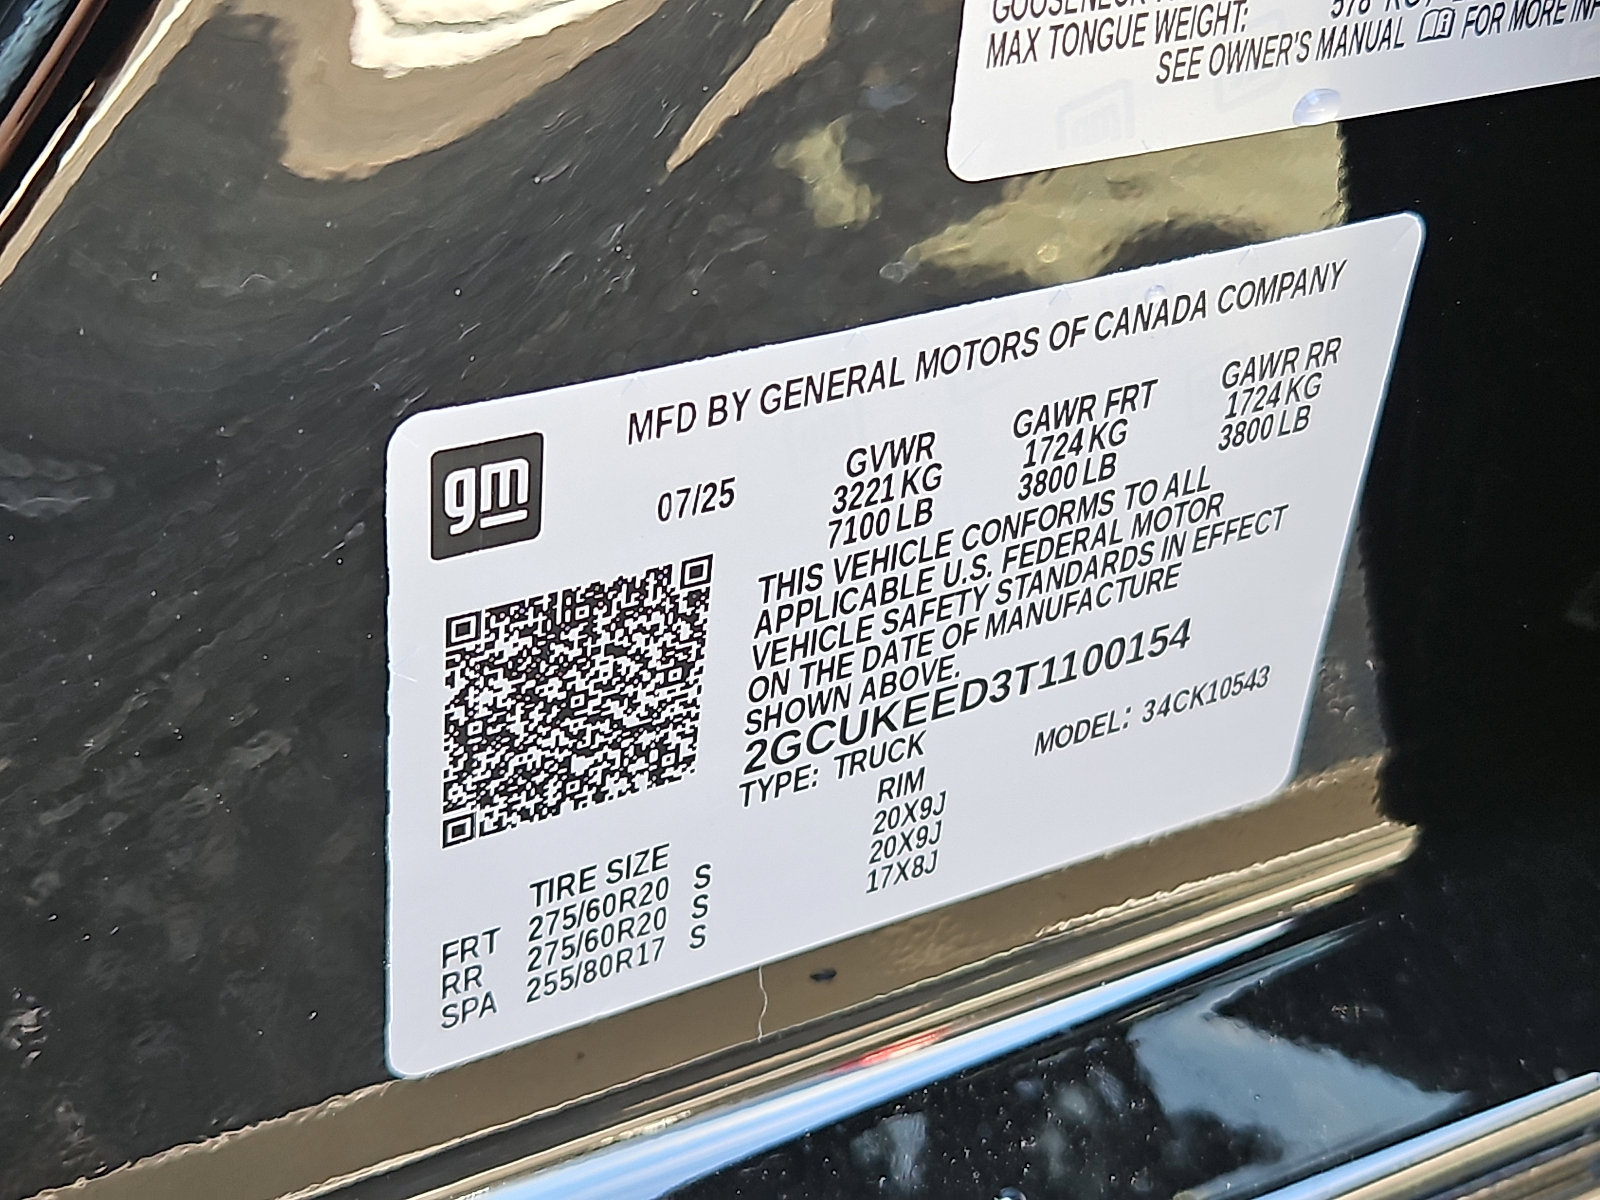 MAX TONGUE WEIGHT:
SEE OWNER'S MANUAL FOR MORE
MFD BY GENERAL MOTORS OF CANADA COMPANY
gm
07/25 GVWR GAWR FRT GAWR RR
3221 KG 1724 KG 1724 KG
7100 LB 3800 LB 3800 LB
THIS VEHICLE CONFORMS TO ALL
APPLICABLE U.S. FEDERAL MOTOR
VEHICLE SAFETY STANDARDS IN EFFECT
ON THE DATE OF MANUFACTURE
SHOWN ABOVE.
2GCUKEED3T1100154
TYPE: TRUCK MODEL: 34CK10543
TIRE SIZE RIM
FRT 275/60R20 S 20X9J
RR 275/60R20 S 20X9J
SPA 255/80R17 S 17X8J